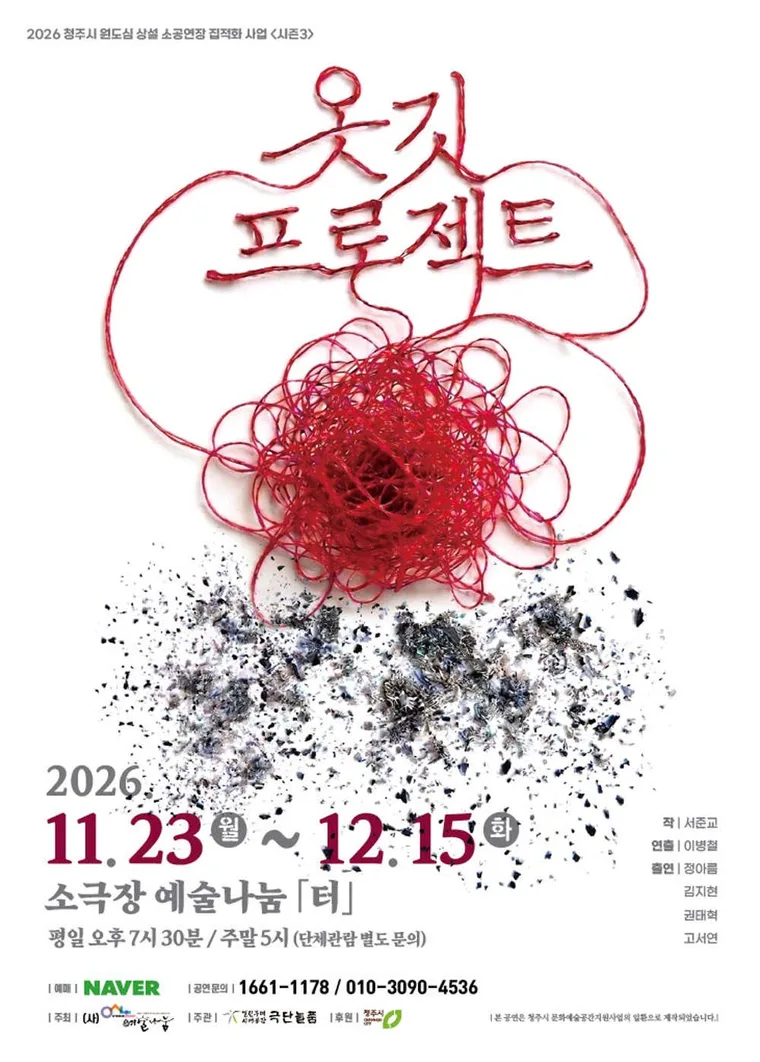 2026 청주시 원도심 상설 소공연장 집적화 사업 <시즌3>
옷깃
프로젝트
2026.
11. 23 월 ~ 12. 15 화
소극장 예술나눔 「터」
평일 오후 7시 30분 / 주말 5시 (단체관람 별도 문의)
작 | 서준교
연출 | 이병철
출연 | 정아름
김지현
권태혁
고서연
| 예매 | NAVER | 공연문의 | 1661-1178 / 010-3090-4536
| 주최 | (사) 예술나눔 | 주관 | 극단늘품 | 후원 | 청주시
| 본 공연은 청주시 문화예술공간지원사업의 일환으로 제작되었습니다.|